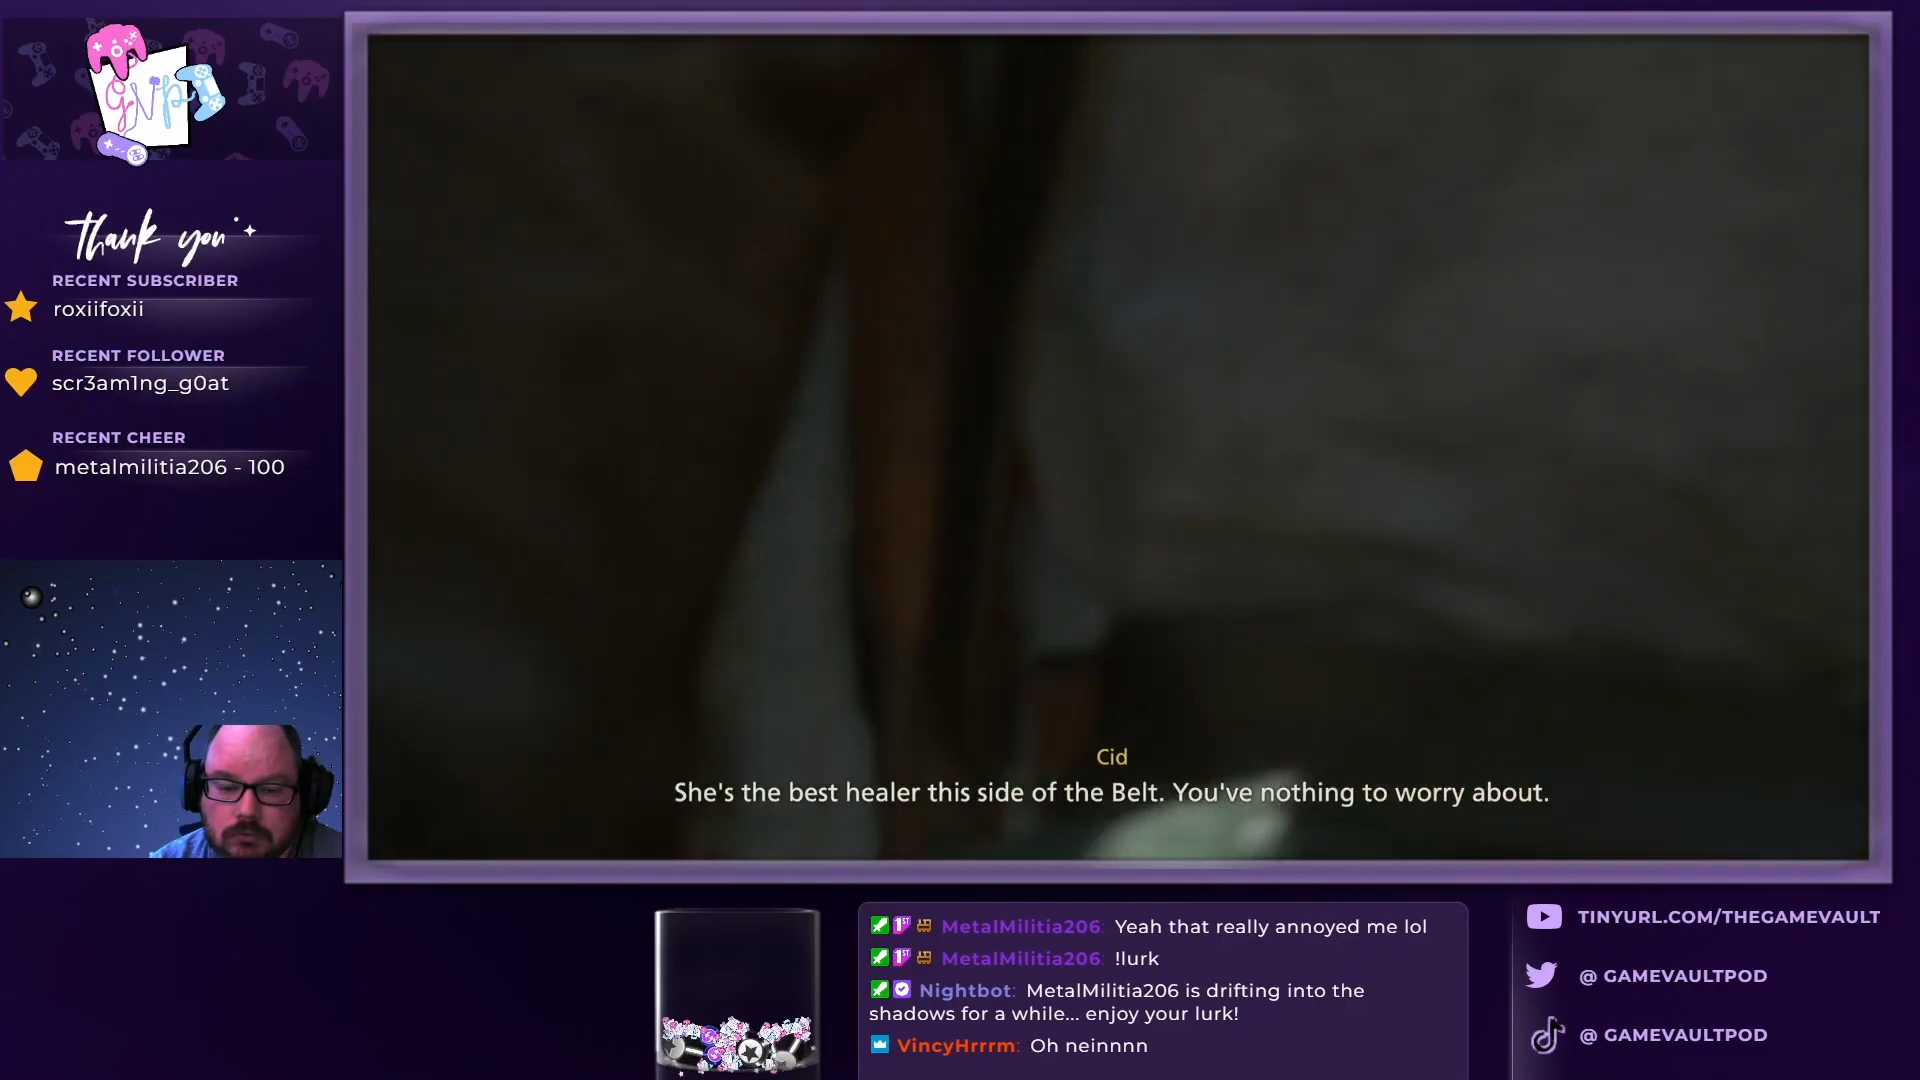 gVP
Thank you
RECENT SUBSCRIBER
roxiifoxii
RECENT FOLLOWER
scr3am1ng_g0at
RECENT CHEER
metalmilitia206 - 100
Cid
She's the best healer this side of the Belt. You've nothing to worry about.
1ST MetalMilitia206: Yeah that really annoyed me lol
1ST MetalMilitia206: !lurk
Nightbot: MetalMilitia206 is drifting into the
shadows for a while... enjoy your lurk!
VincyHrrrm: Oh neinnnn
TINYURL.COM/THEGAMEVAULT
@ GAMEVAULTPOD
@ GAMEVAULTPOD